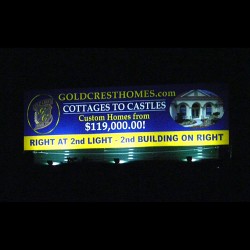 GOLDCRESTHOMES.com
COTTAGES TO CASTLES
Custom Homes from
$119,000.00!
RIGHT AT 2nd LIGHT - 2nd BUILDING ON RIGHT